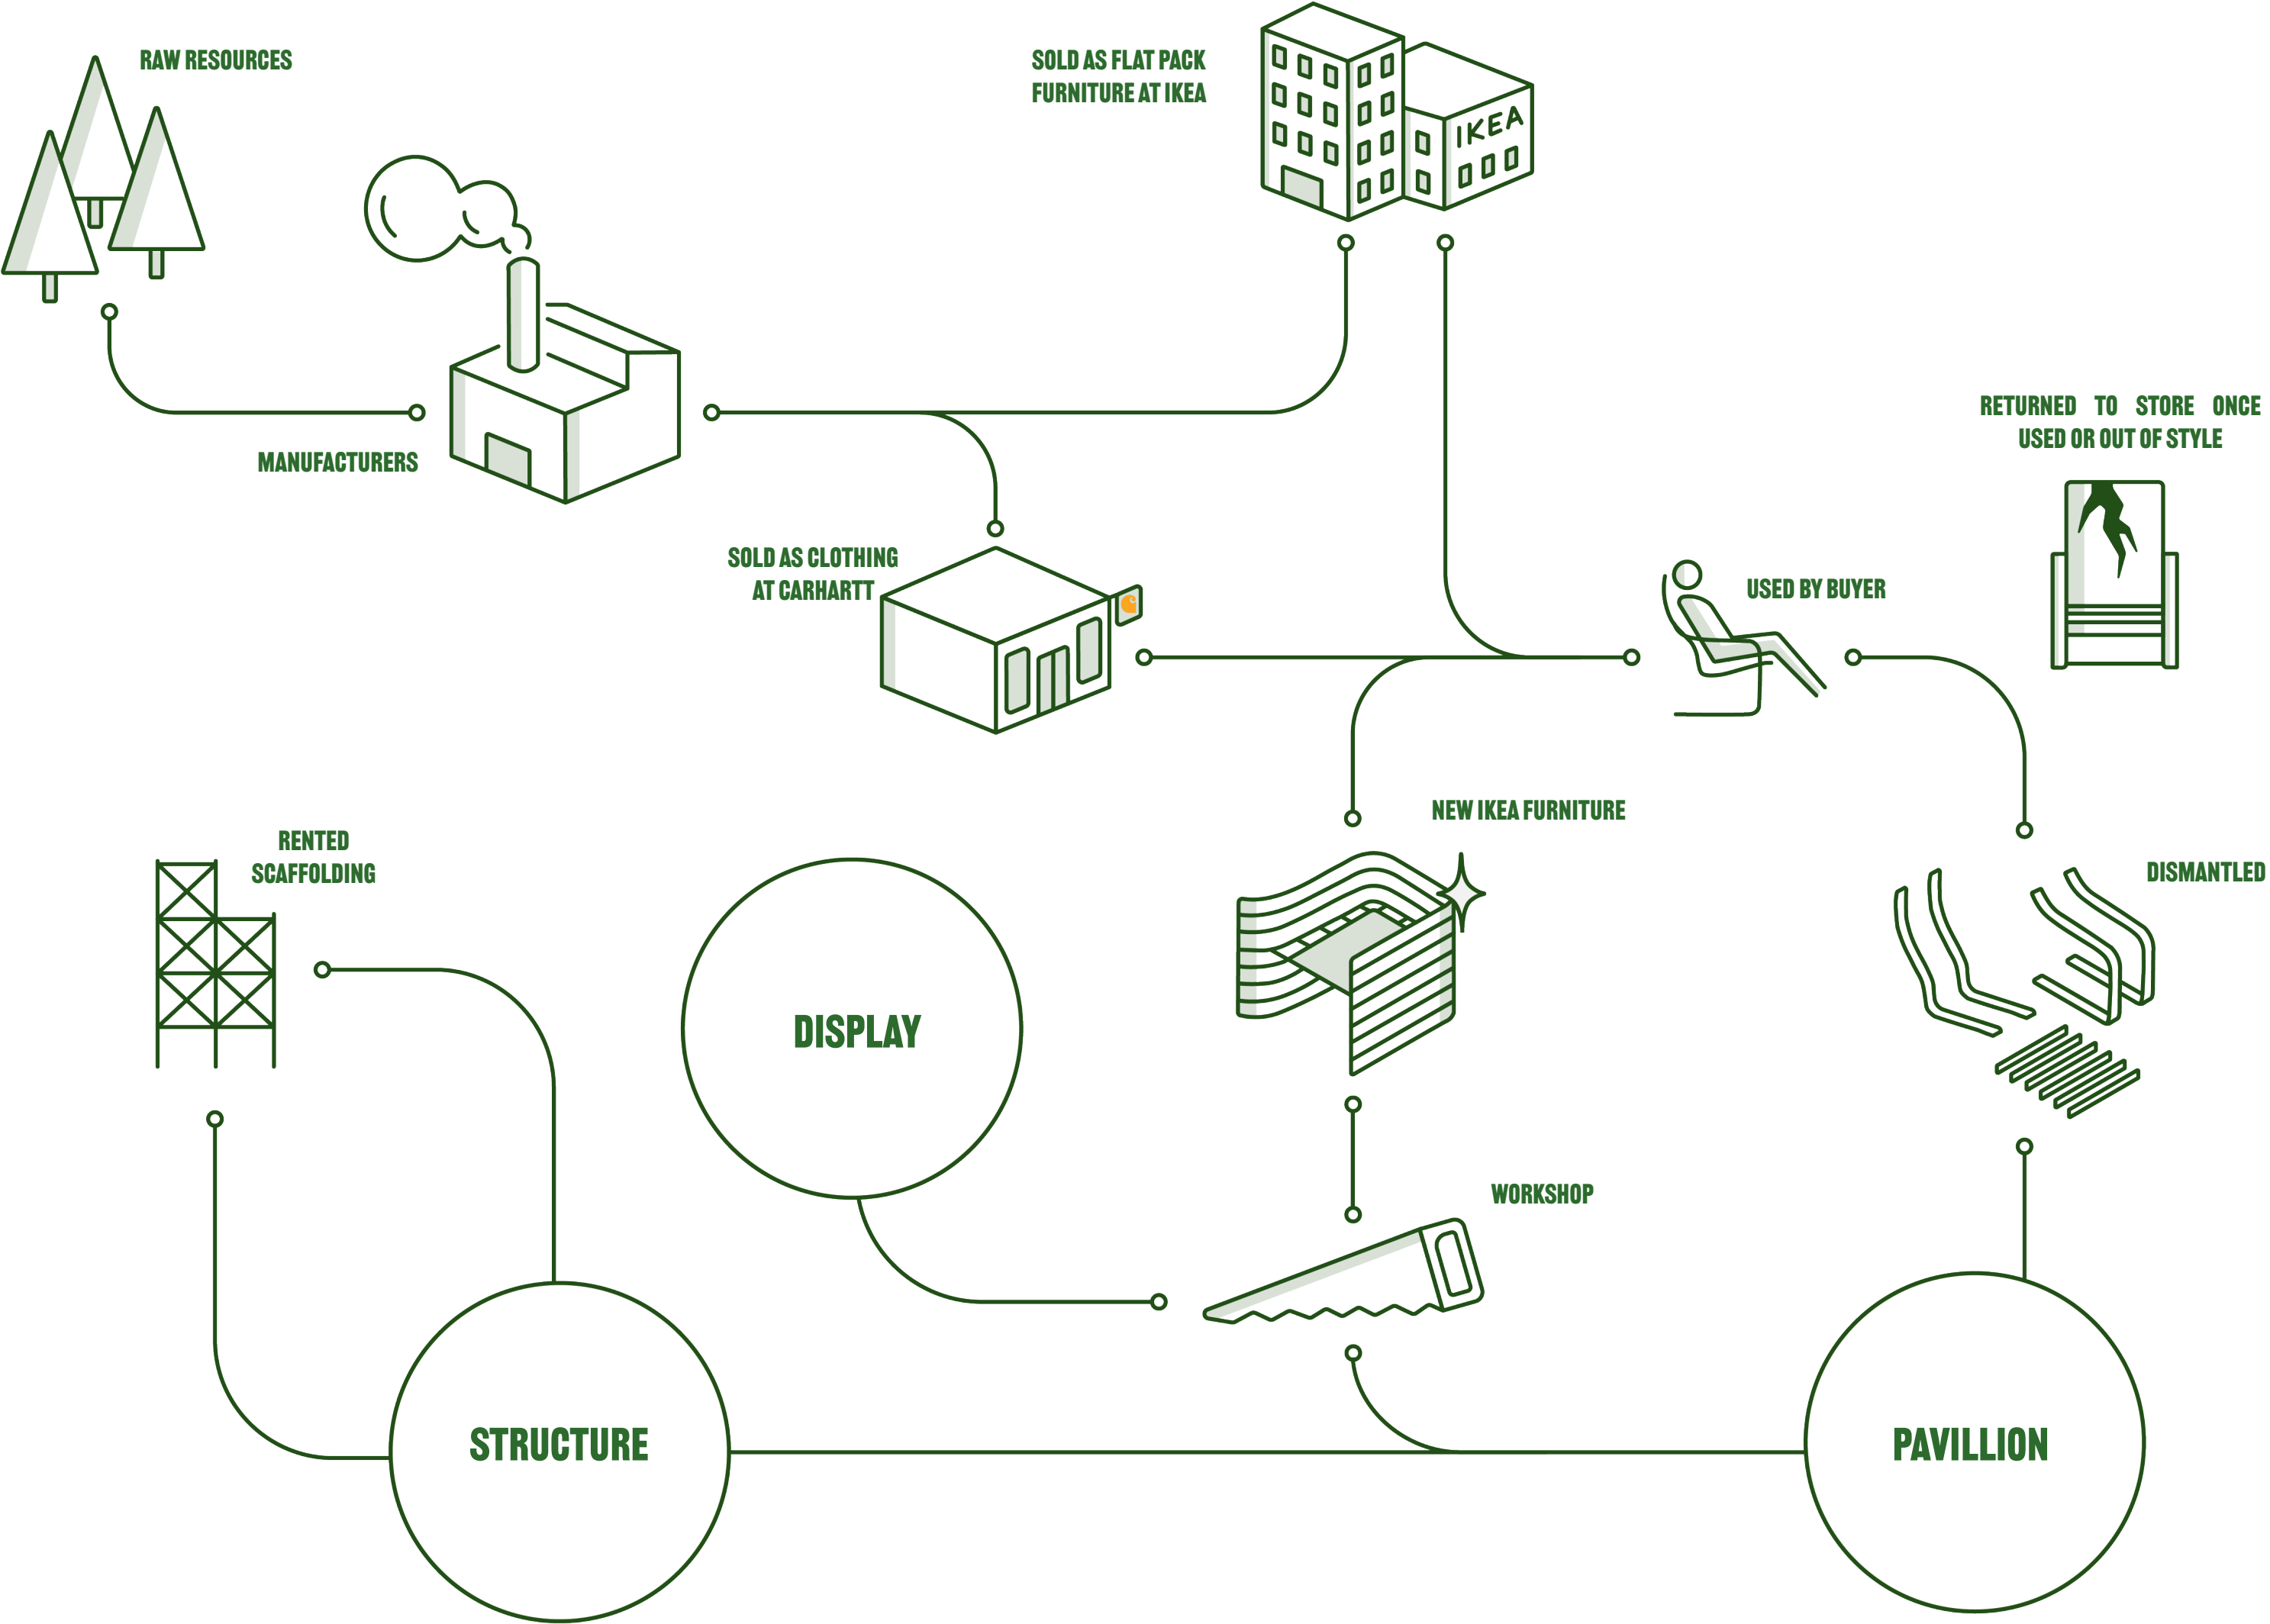 RAW RESOURCES
SOLD AS FLAT PACK
FURNITURE AT IKEA
IKEA
MANUFACTURERS
RETURNED TO STORE ONCE
USED OR OUT OF STYLE
SOLD AS CLOTHING
AT CARHARTT
USED BY BUYER
NEW IKEA FURNITURE
RENTED
SCAFFOLDING
DISMANTLED
DISPLAY
WORKSHOP
STRUCTURE
PAVILLION